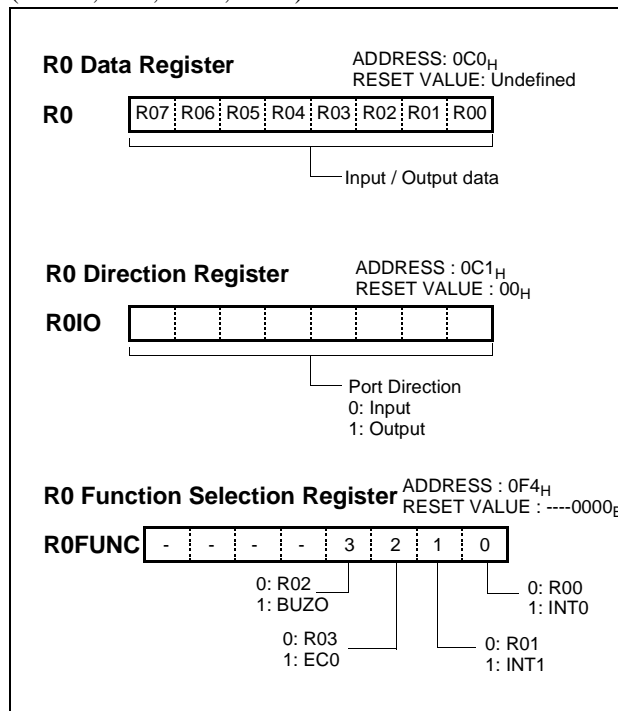 R0 Data Register
ADDRESS: 0C0H
RESET VALUE: Undefined
R0
R07 R06 R05 R04 R03 R02 R01 R00
Input / Output data
R0 Direction Register
ADDRESS : 0C1H
RESET VALUE : 00H
R0IO
Port Direction
0: Input
1: Output
R0 Function Selection Register
ADDRESS : 0F4H
RESET VALUE : ----0000B
R0FUNC
- - - - 3 2 1 0
0: R02
1: BUZO
0: R00
1: INT0
0: R03
1: EC0
0: R01
1: INT1